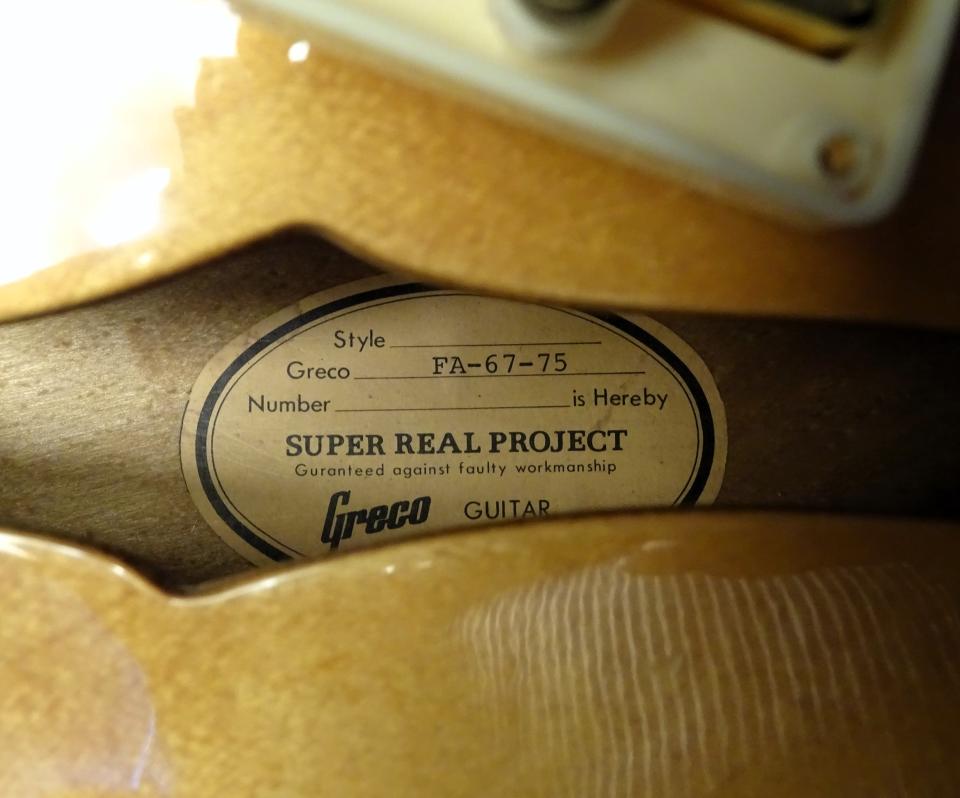 Style
Greco FA-67-75
Number is Hereby
SUPER REAL PROJECT
Guranteed against faulty workmanship
Greco GUITAR